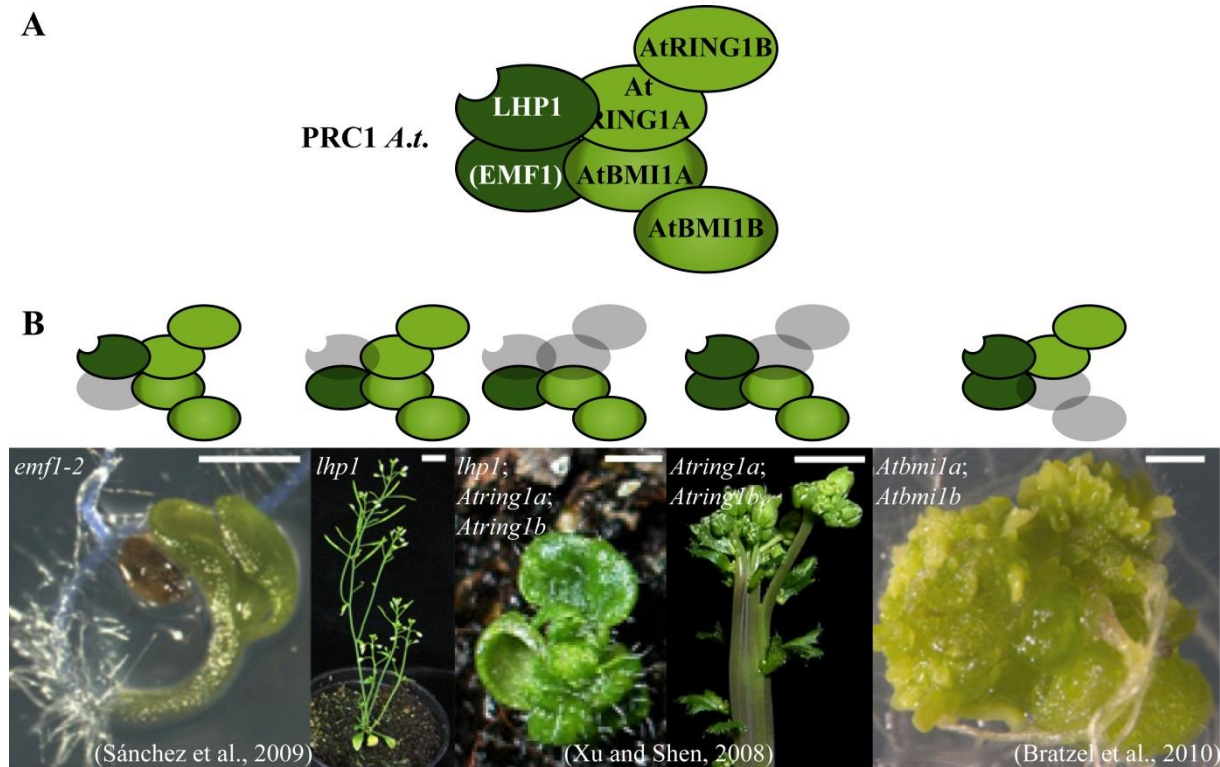 A
AtRING1B
LHP1
At
RING1A
PRC1 A.t.
(EMF1)
AtBMI1A
AtBMI1B
B
emf1-2
lhp1
lhp1;
Atring1a;
Atring1b
Atring1a;
Atring1b
Atbmi1a;
Atbmi1b
(Sánchez et al., 2009)
(Xu and Shen, 2008)
(Bratzel et al., 2010)